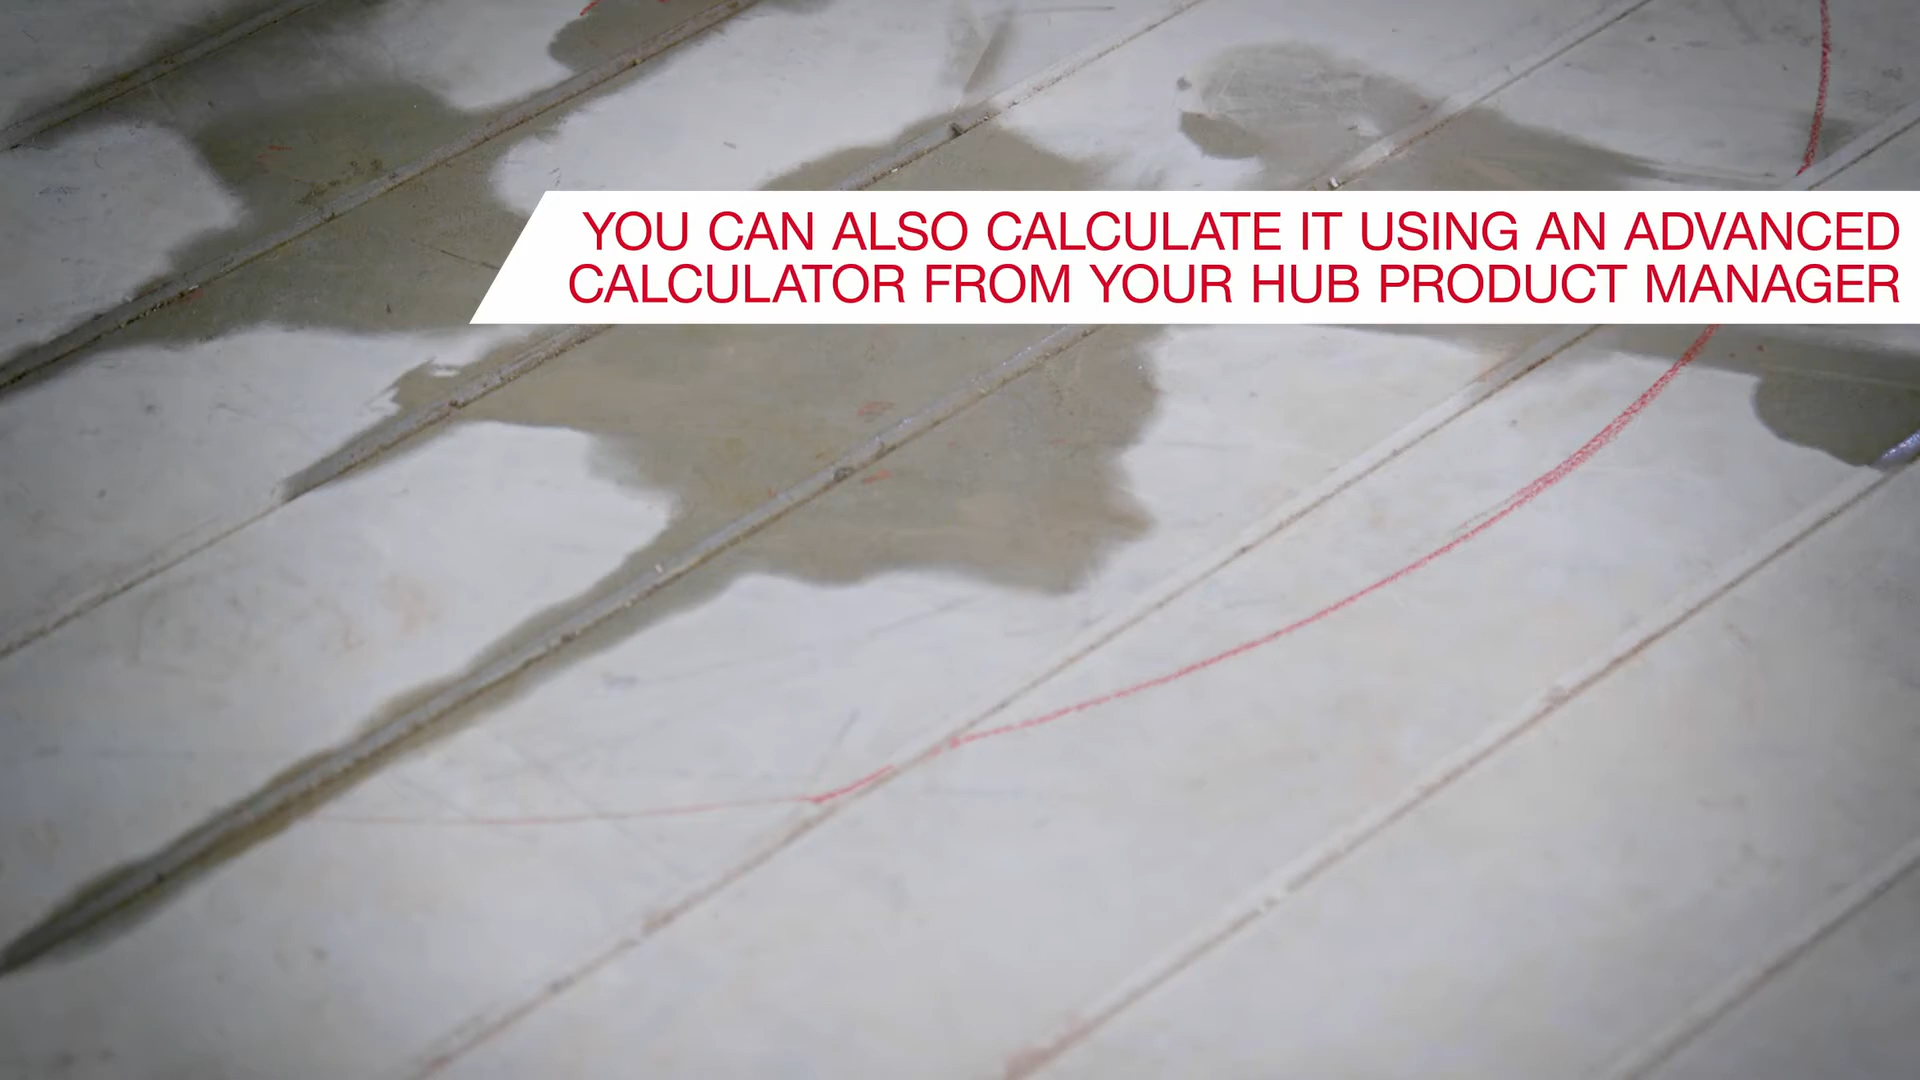 YOU CAN ALSO CALCULATE IT USING AN ADVANCED
CALCULATOR FROM YOUR HUB PRODUCT MANAGER